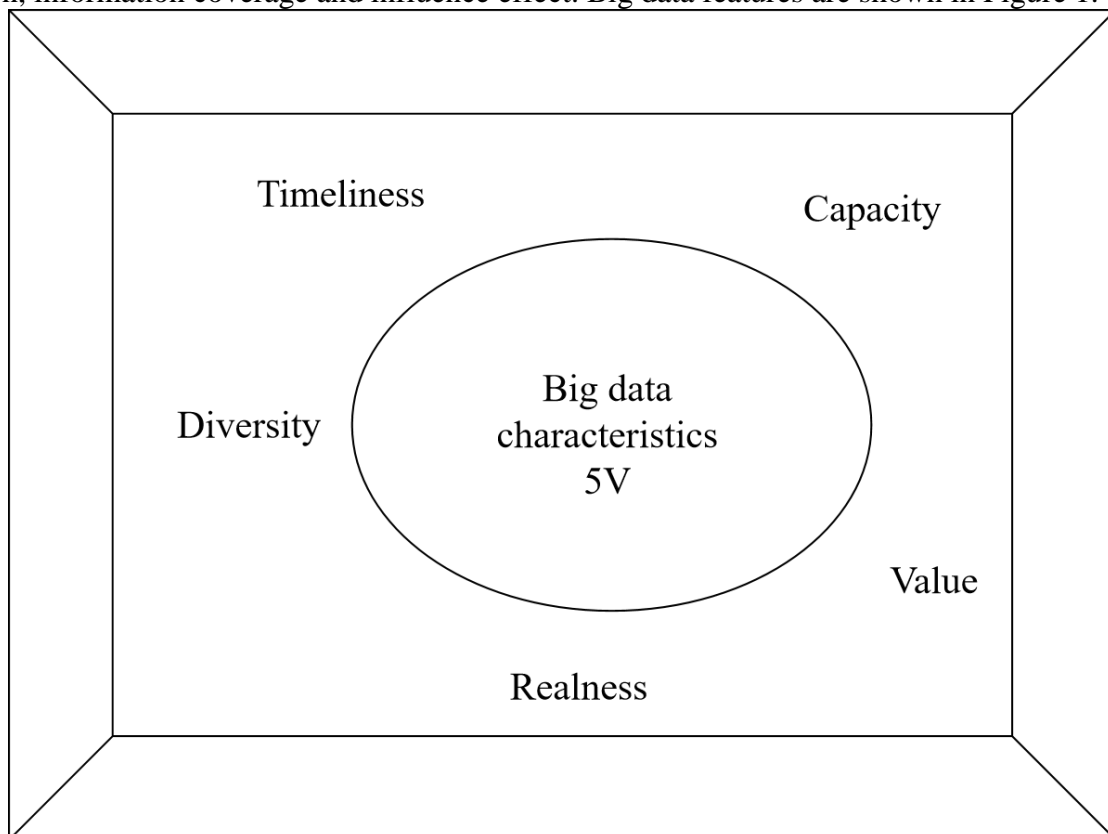 information coverage and influence effect. Big data features are shown in Figure 1.
Timeliness
Capacity
Big data
characteristics
5V
Diversity
Value
Realness